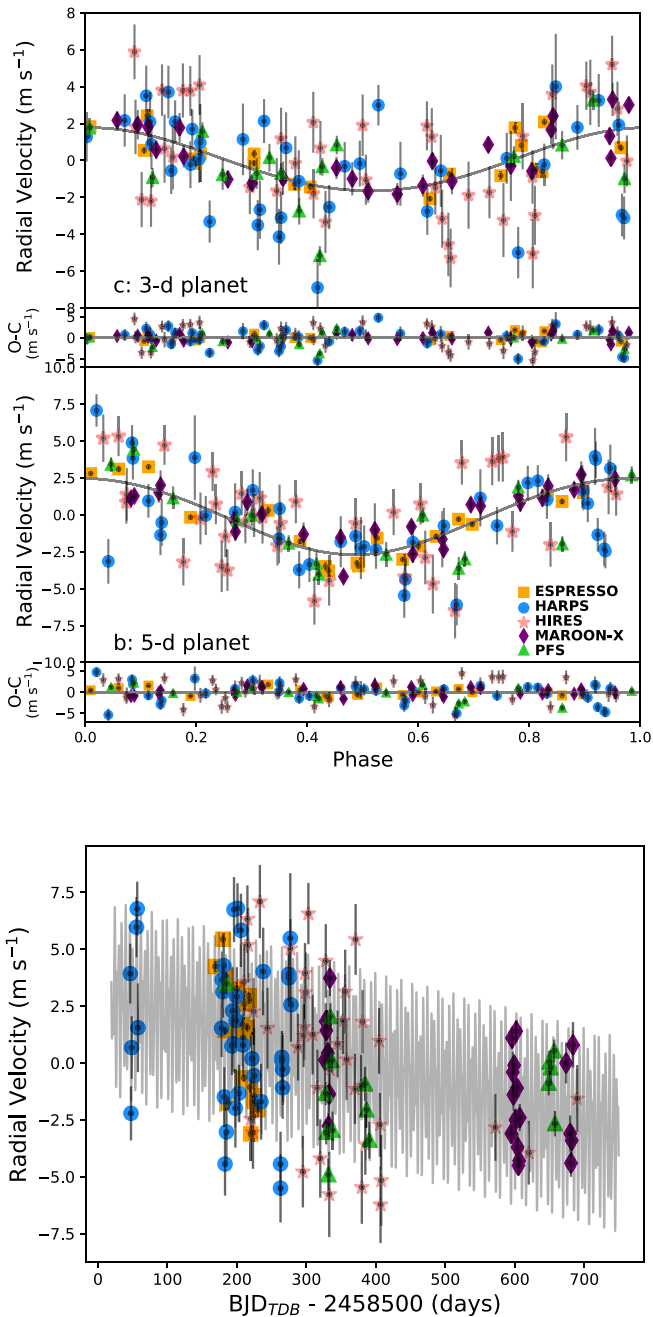 8
6
4
2
0
−2
−4
−6
−8
Radial Velocity (m s⁻¹)
c: 3-d planet
5
0
−5
O-C
(m s⁻¹)
10.0
7.5
5.0
2.5
0.0
−2.5
−5.0
−7.5
Radial Velocity (m s⁻¹)
b: 5-d planet
ESPRESSO
HARPS
HIRES
MAROON-X
PFS
−10.0
5
0
−5
O-C
(m s⁻¹)
0.0 0.2 0.4 0.6 0.8 1.0
Phase
7.5
5.0
2.5
0.0
−2.5
−5.0
−7.5
Radial Velocity (m s⁻¹)
0 100 200 300 400 500 600 700
BJD_TDB - 2458500 (days)